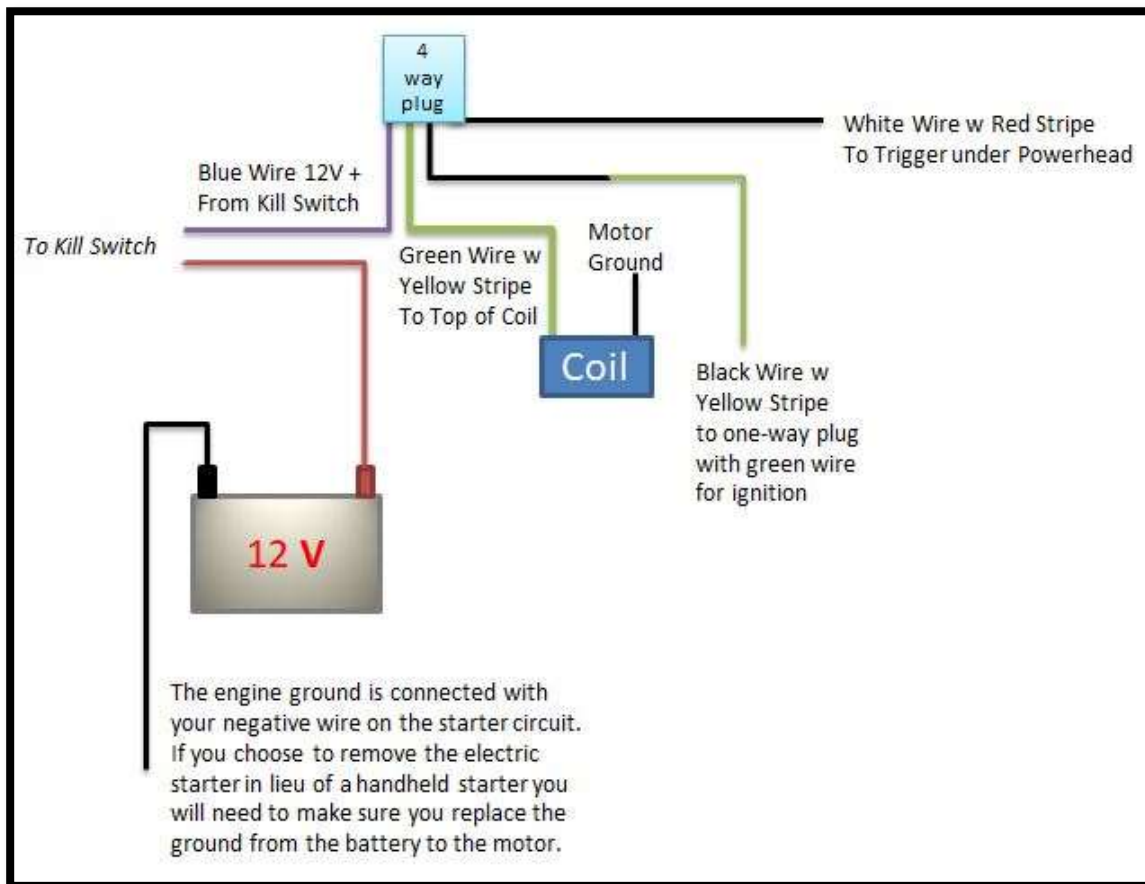 4
way
plug
White Wire w Red Stripe
To Trigger under Powerhead
Blue Wire 12V +
From Kill Switch
To Kill Switch
Green Wire w
Yellow Stripe
To Top of Coil
Motor
Ground
Coil
Black Wire w
Yellow Stripe
to one-way plug
with green wire
for ignition
12 V
The engine ground is connected with
your negative wire on the starter circuit.
If you choose to remove the electric
starter in lieu of a handheld starter you
will need to make sure you replace the
ground from the battery to the motor.